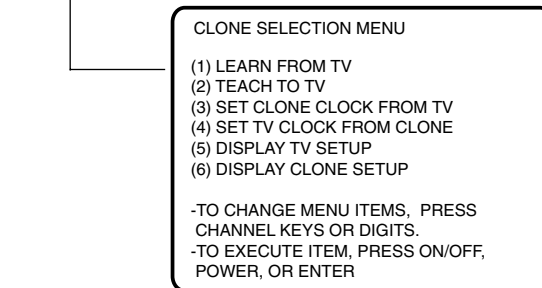 CLONE SELECTION MENU
(1) LEARN FROM TV
(2) TEACH TO TV
(3) SET CLONE CLOCK FROM TV
(4) SET TV CLOCK FROM CLONE
(5) DISPLAY TV SETUP
(6) DISPLAY CLONE SETUP
-TO CHANGE MENU ITEMS, PRESS
CHANNEL KEYS OR DIGITS.
-TO EXECUTE ITEM, PRESS ON/OFF,
POWER, OR ENTER